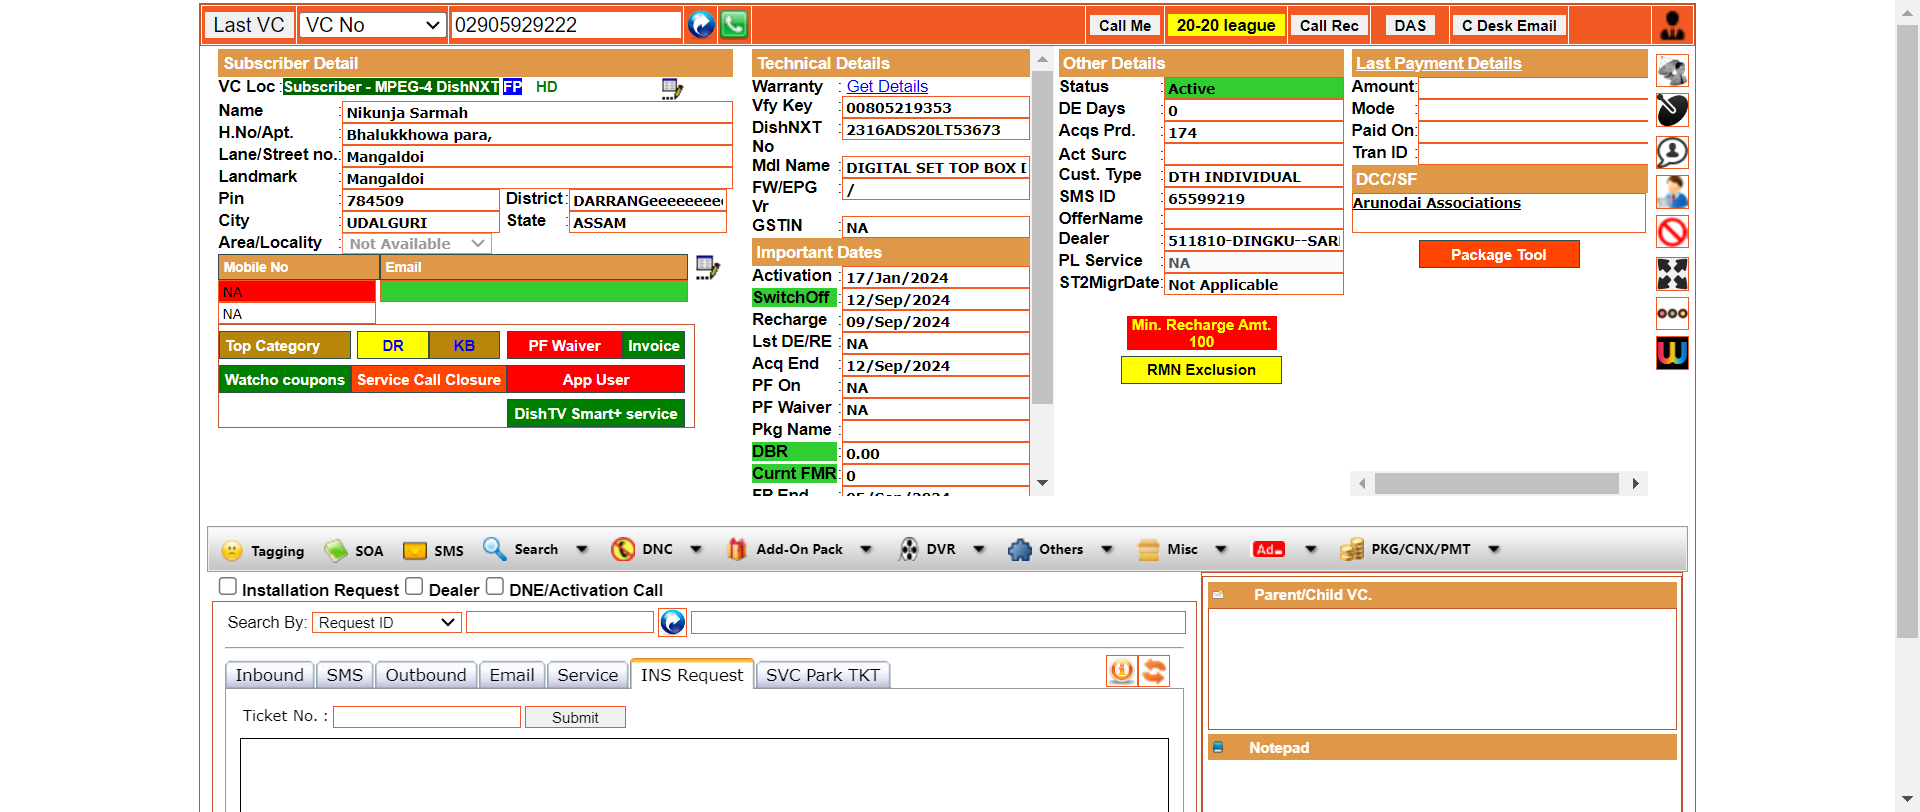 Last VC VC No 02905929222 Call Me 20-20 league Call Rec DAS C Desk Email
Subscriber Detail
VC Loc : Subscriber - MPEG-4 DishNXT FP HD
Name : Nikunja Sarmah
H.No/Apt. : Bhalukkhowa para,
Lane/Street no. : Mangaldoi
Landmark : Mangaldoi
Pin : 784509 District : DARRANGeeeeeeeee
City : UDALGURI State : ASSAM
Area/Locality : Not Available
Mobile No Email
NA
NA
Top Category DR KB PF Waiver Invoice
Watcho coupons Service Call Closure App User
DishTV Smart+ service
Technical Details
Warranty : Get Details
Vfy Key : 00805219353
DishNXT No : 2316ADS20LT53673
Mdl Name : DIGITAL SET TOP BOX
FW/EPG Vr : /
GSTIN : NA
Important Dates
Activation : 17/Jan/2024
SwitchOff : 12/Sep/2024
Recharge : 09/Sep/2024
Lst DE/RE : NA
Acq End : 12/Sep/2024
PF On : NA
PF Waiver : NA
Pkg Name :
DBR : 0.00
Curnt FMR : 0
FP End : 05/Sep/2024
Other Details
Status : Active
DE Days : 0
Acqs Prd. : 174
Act Surc :
Cust. Type : DTH INDIVIDUAL
SMS ID : 65599219
OfferName :
Dealer : 511810-DINGKU--SAR
PL Service : NA
ST2MigrDate: Not Applicable
Min. Recharge Amt.
100
RMN Exclusion
Last Payment Details
Amount:
Mode :
Paid On:
Tran ID :
DCC/SF
Arunodai Associations
Package Tool
Tagging SOA SMS Search DNC Add-On Pack DVR Others Misc Ad PKG/CNX/PMT
Installation Request Dealer DNE/Activation Call
Search By: Request ID
Inbound SMS Outbound Email Service INS Request SVC Park TKT
Ticket No. : Submit
Parent/Child VC.
Notepad